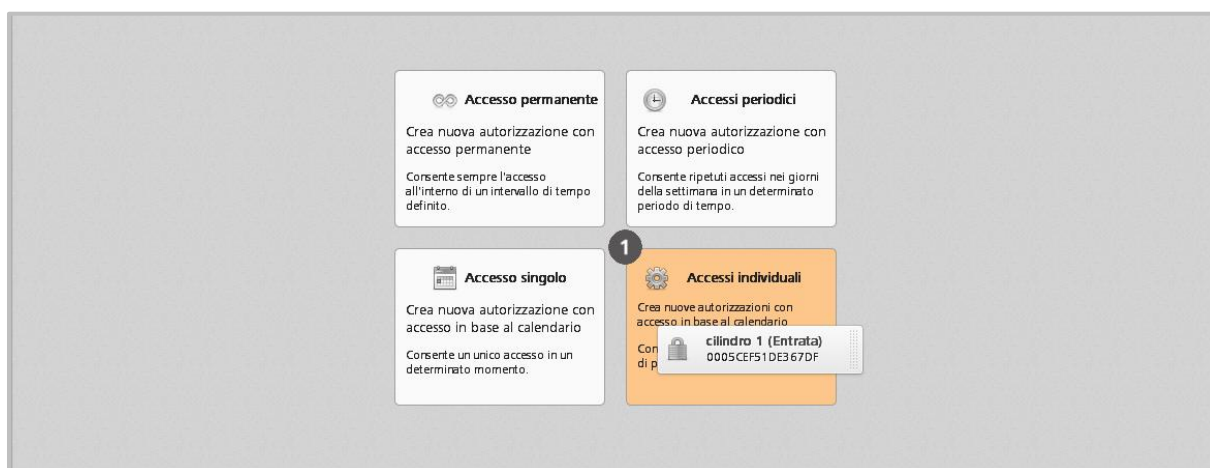 Accesso permanente
Crea nuova autorizzazione con
accesso permanente
Consente sempre l'accesso
all'interno di un intervallo di tempo
definito.
Accessi periodici
Crea nuova autorizzazione con
accesso periodico
Consente ripetuti accessi nei giorni
della settimana in un determinato
periodo di tempo.
1
Accesso singolo
Crea nuova autorizzazione con
accesso in base al calendario
Consente un unico accesso in un
determinato momento.
Accessi individuali
Crea nuove autorizzazioni con
accesso in base al calendario
cilindro 1 (Entrata)
0005CEF51DE367DF